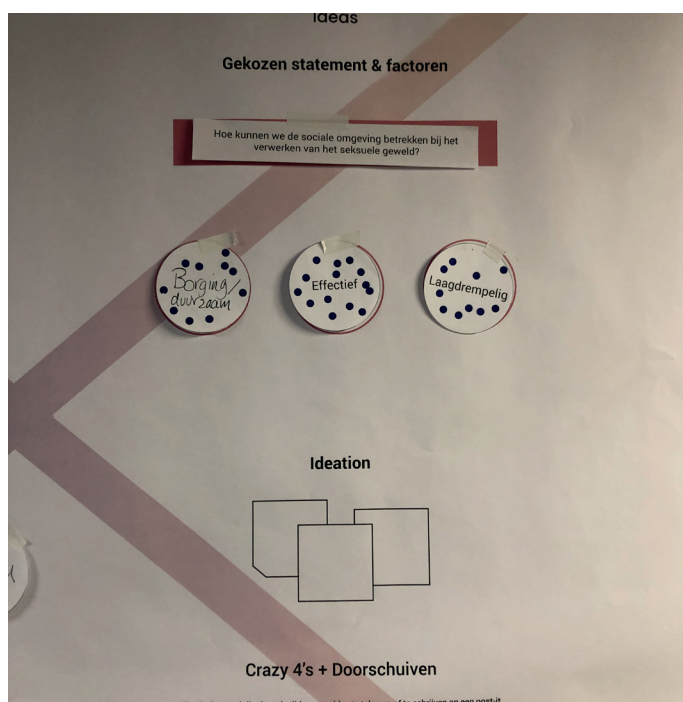 Ideas
Gekozen statement & factoren
Hoe kunnen we de sociale omgeving betrekken bij het
verwerken van het seksuele geweld?
Borging/
duurzaam
Effectief
Laagdrempelig
Ideation
Crazy 4's + Doorschuiven